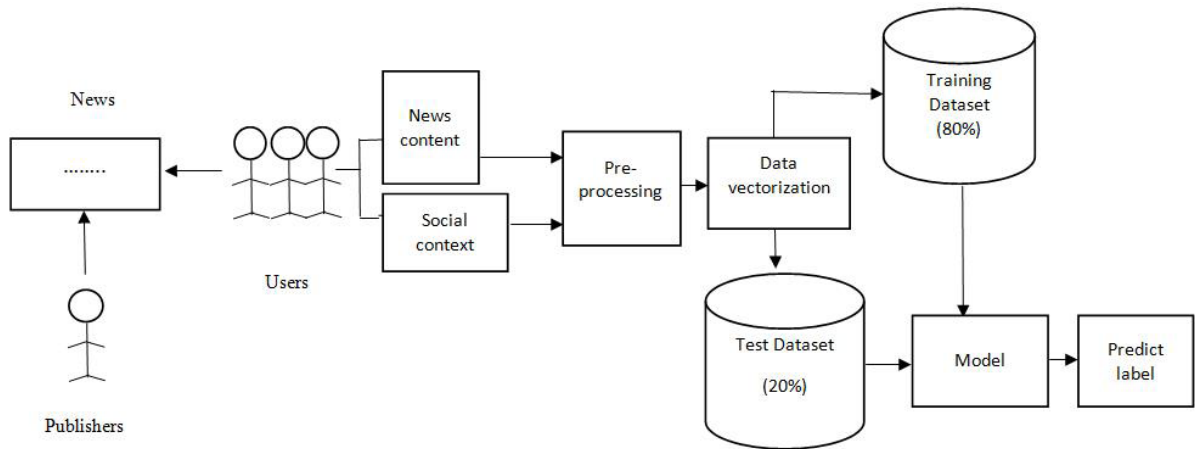 News
........
Publishers
Users
News
content
Social
context
Pre-
processing
Data
vectorization
Training
Dataset
(80%)
Test Dataset
(20%)
Model
Predict
label